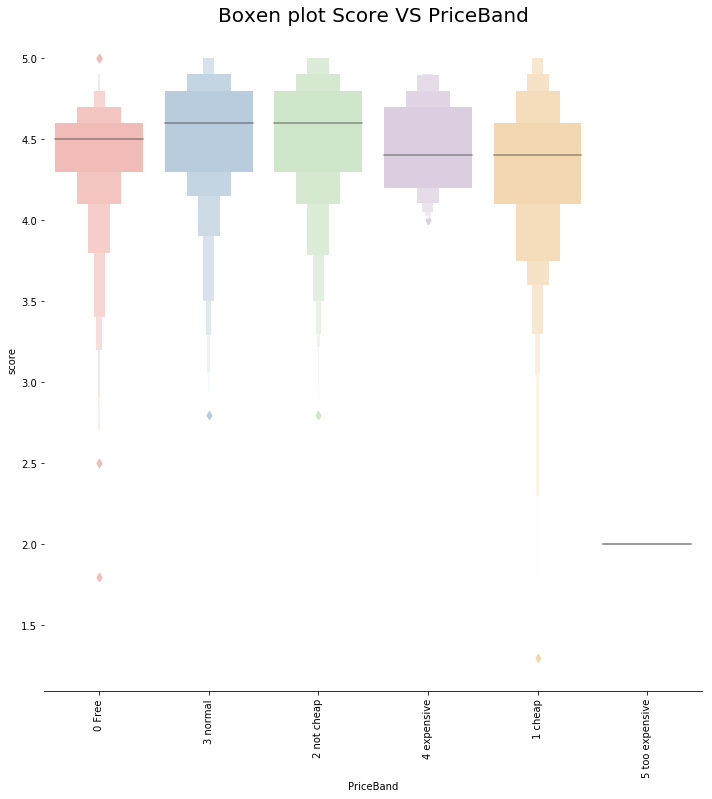 Boxen plot Score VS PriceBand
5.0
4.5
4.0
3.5
3.0
2.5
2.0
1.5
score
0 Free
3 normal
2 not cheap
4 expensive
1 cheap
5 too expensive
PriceBand